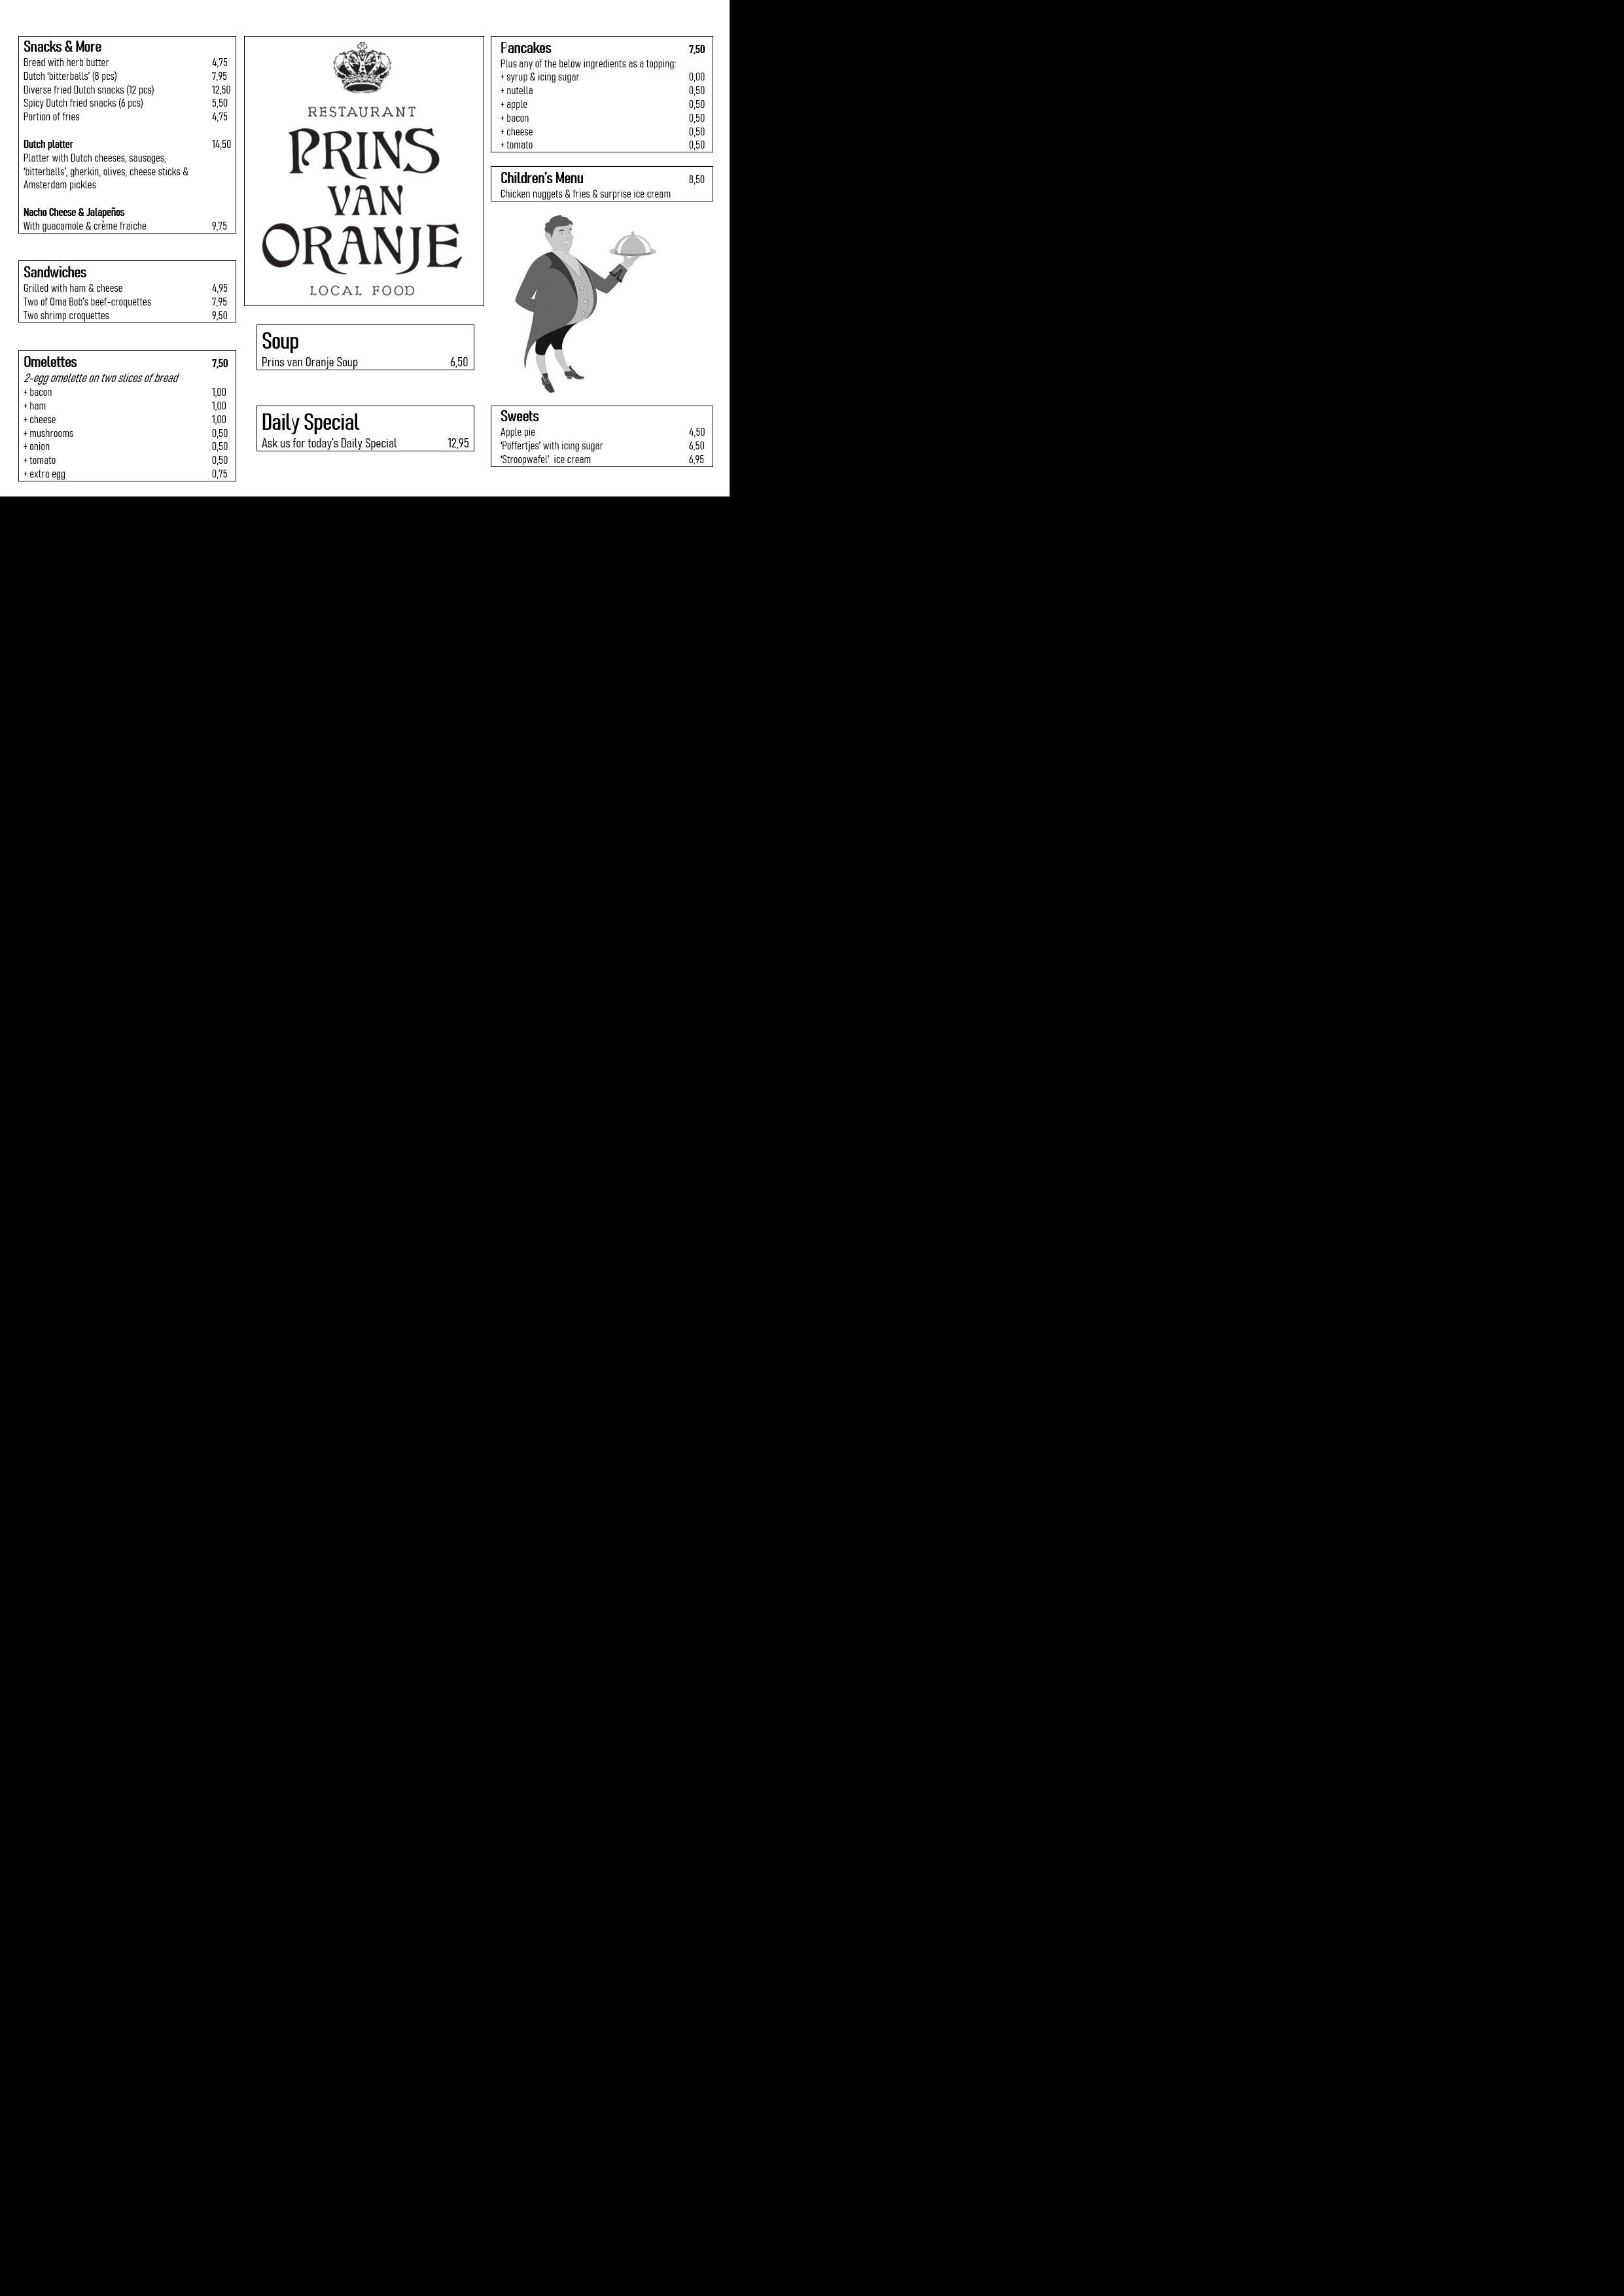 Snacks & More
Bread with herb butter 4,75
Dutch ‘bitterballs’ (8 pcs) 7,95
Diverse fried Dutch snacks (12 pcs) 12,50
Spicy Dutch fried snacks (6 pcs) 5,50
Portion of fries 4,75
Dutch platter 14,50
Platter with Dutch cheeses, sausages,
‘bitterballs’, gherkin, olives, cheese sticks &
Amsterdam pickles
Nacho Cheese & Jalapeños
With guacamole & crème fraiche 9,75
Sandwiches
Grilled with ham & cheese 4,95
Two of Oma Bob's beef-croquettes 7,95
Two shrimp croquettes 9,50
Omelettes 7,50
2-egg omelette on two slices of bread
+ bacon 1,00
+ ham 1,00
+ cheese 1,00
+ mushrooms 0,50
+ onion 0,50
+ tomato 0,50
+ extra egg 0,75
RESTAURANT
PRINS
VAN
ORANJE
LOCAL FOOD
Soup
Prins van Oranje Soup 6,50
Daily Special
Ask us for today's Daily Special 12,95
Pancakes 7,50
Plus any of the below ingredients as a topping:
+ syrup & icing sugar 0,00
+ nutella 0,50
+ apple 0,50
+ bacon 0,50
+ cheese 0,50
+ tomato 0,50
Children's Menu 8,50
Chicken nuggets & fries & surprise ice cream
Sweets
Apple pie 4,50
‘Poffertjes’ with icing sugar 6,50
‘Stroopwafel’ ice cream 6,95